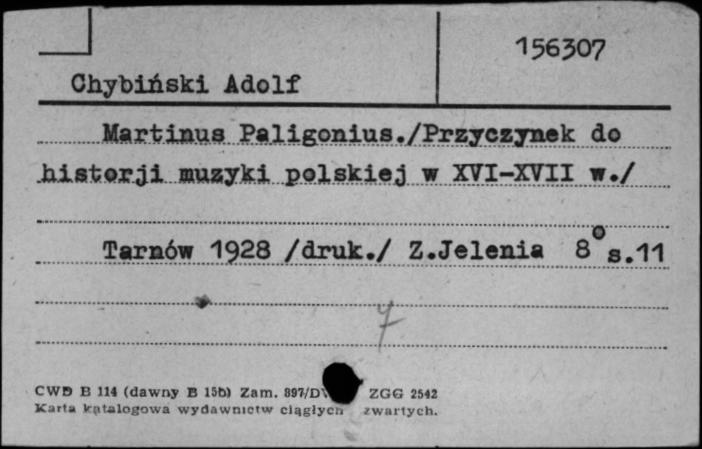 156307
Chybiński Adolf
Martinus Paligonius./Przyczynek do
historji muzyki polskiej w XVI-XVII w./
Tarnów 1928 /druk./ Z.Jelenia 8° s.11
7
CWD B 114 (dawny B 15b) Zam. 897/D ZGG 2542
Karta katalogowa wydawnictw ciągłych zwartych.